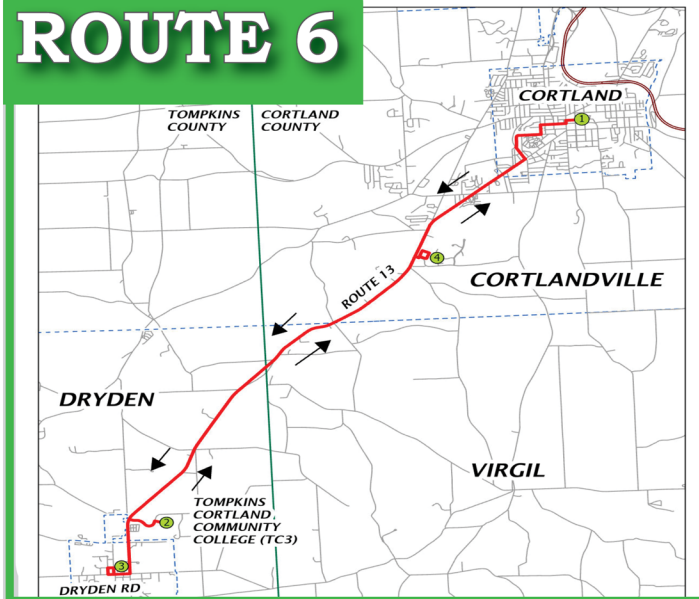 ROUTE 6
CORTLAND
1
TOMPKINS
COUNTY
CORTLAND
COUNTY
4
ROUTE 13
CORTLANDVILLE
DRYDEN
VIRGIL
TOMPKINS
CORTLAND
COMMUNITY
COLLEGE (TC3)
2
3
DRYDEN RD